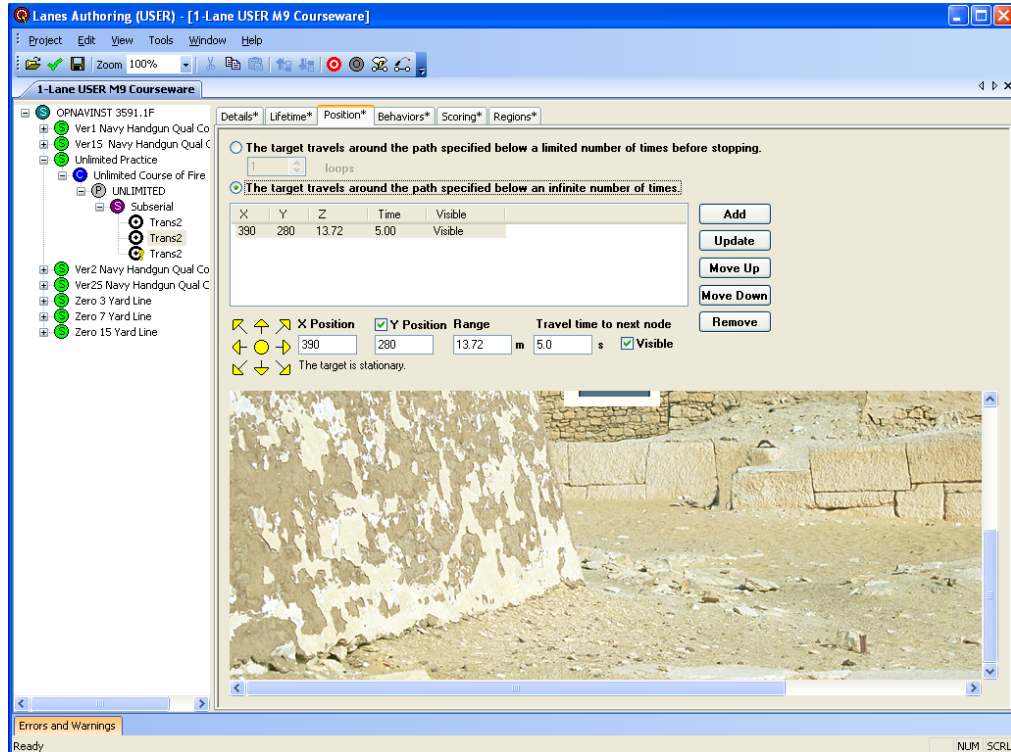 Lanes Authoring (USER) - [1-Lane USER M9 Courseware]
Project Edit View Tools Window Help
Zoom 100%
1-Lane USER M9 Courseware
OPNAVINST 3591.1F
Ver1 Navy Handgun Qual Co
Ver1S Navy Handgun Qual C
Unlimited Practice
C Unlimited Course of Fire
P UNLIMITED
S Subserial
Trans2
Trans2
Trans2
Ver2 Navy Handgun Qual Co
Ver2S Navy Handgun Qual C
Zero 3 Yard Line
Zero 7 Yard Line
Zero 15 Yard Line
Details* Lifetime* Position* Behaviors* Scoring* Regions*
The target travels around the path specified below a limited number of times before stopping.
1 loops
The target travels around the path specified below an infinite number of times.
X Y Z Time Visible
390 280 13.72 5.00 Visible
Add
Update
Move Up
Move Down
Remove
X Position Y Position Range Travel time to next node
390 280 13.72 m 5.0 s Visible
The target is stationary.
Errors and Warnings
Ready NUM SCRL